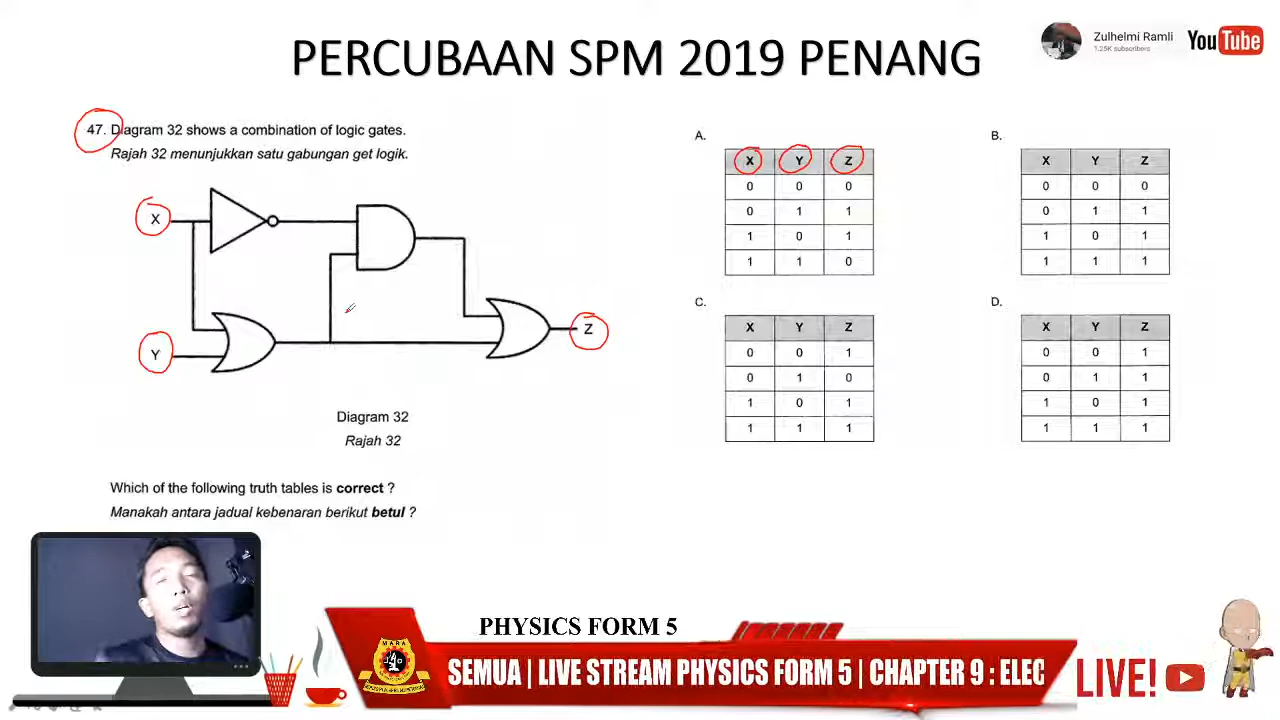 PERCUBAAN SPM 2019 PENANG
Zulhelmi Ramli
1.25K subscribers
YouTube
47. Diagram 32 shows a combination of logic gates.
Rajah 32 menunjukkan satu gabungan get logik.
X
Y
Z
Diagram 32
Rajah 32
Which of the following truth tables is correct ?
Manakah antara jadual kebenaran berikut betul ?
A.
X Y Z
0 0 0
0 1 1
1 0 1
1 1 0
B.
X Y Z
0 0 0
0 1 1
1 0 1
1 1 1
C.
X Y Z
0 0 1
0 1 0
1 0 1
1 1 1
D.
X Y Z
0 0 1
0 1 1
1 0 1
1 1 1
PHYSICS FORM 5
MARA
SEMUA | LIVE STREAM PHYSICS FORM 5 | CHAPTER 9 : ELEC
LIVE!